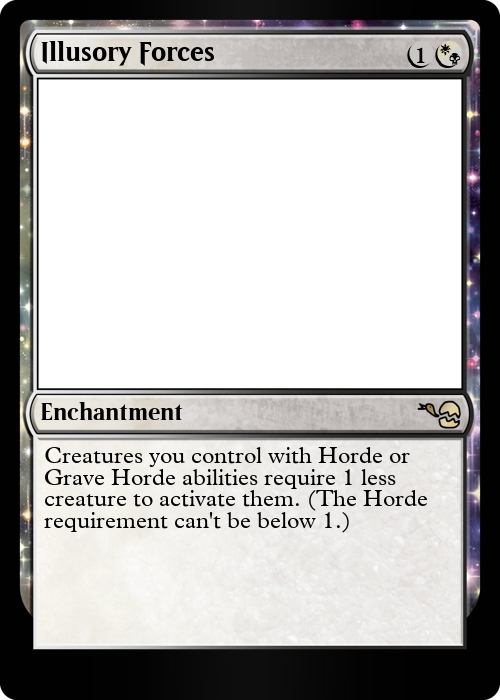 Illusory Forces
1
Enchantment
Creatures you control with Horde or
Grave Horde abilities require 1 less
creature to activate them. (The Horde
requirement can't be below 1.)